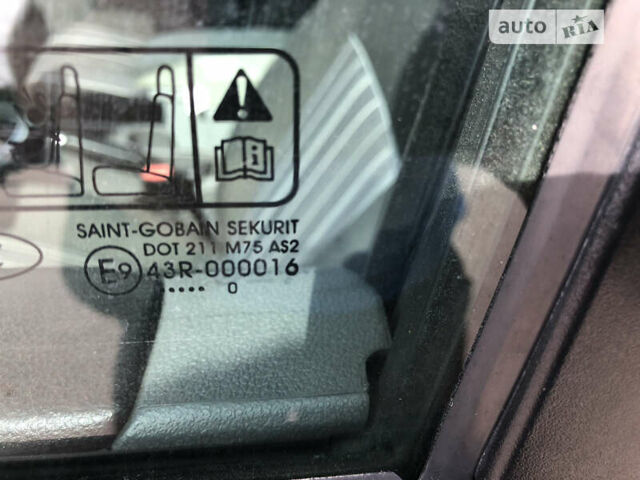 auto RIA
i
SAINT-GOBAIN SEKURIT
DOT 211 M75 AS2
E9 43R-000016
.... 0